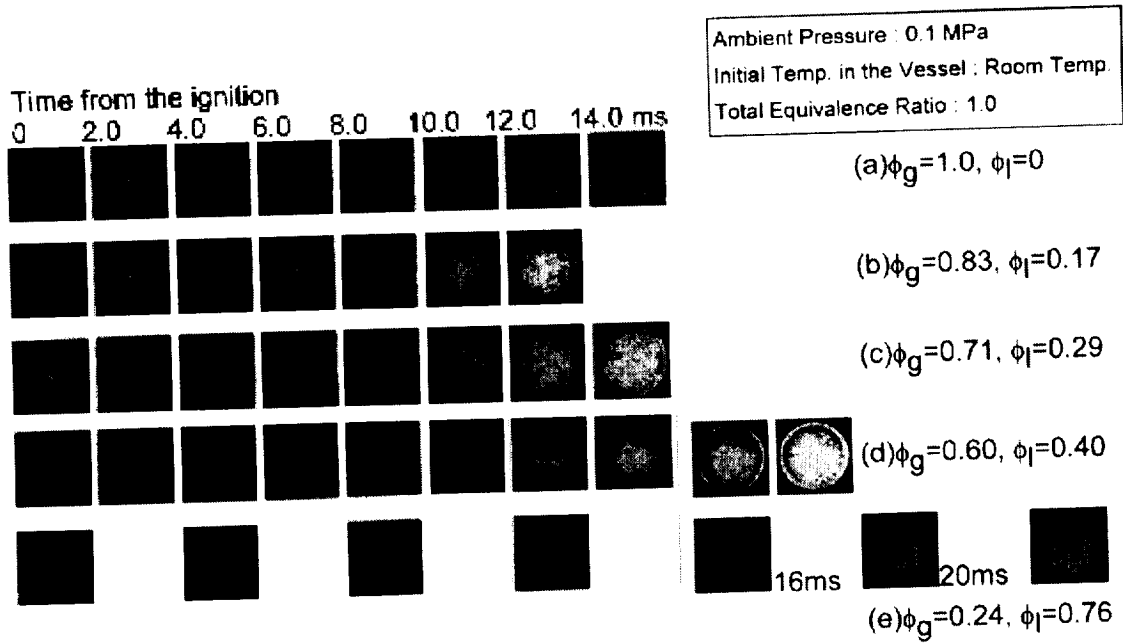 Ambient Pressure : 0.1 MPa
Initial Temp. in the Vessel : Room Temp.
Total Equivalence Ratio : 1.0
Time from the ignition
0 2.0 4.0 6.0 8.0 10.0 12.0 14.0 ms
(a)ϕg=1.0, ϕl=0
(b)ϕg=0.83, ϕl=0.17
(c)ϕg=0.71, ϕl=0.29
(d)ϕg=0.60, ϕl=0.40
16ms 20ms
(e)ϕg=0.24, ϕl=0.76